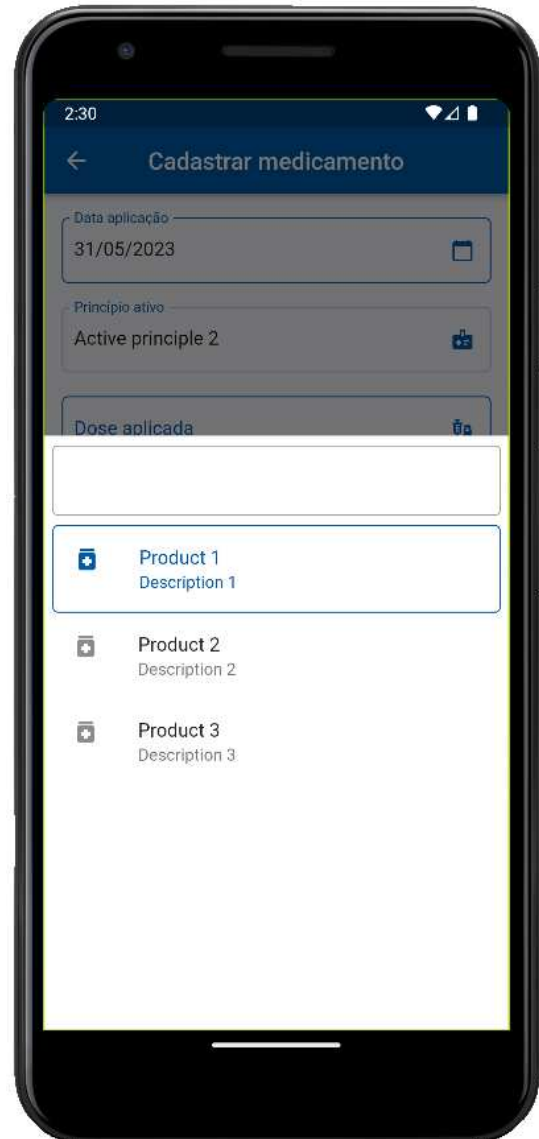 2:30
Cadastrar medicamento
Data aplicação
31/05/2023
Princípio ativo
Active principle 2
Dose aplicada
Product 1
Description 1
Product 2
Description 2
Product 3
Description 3